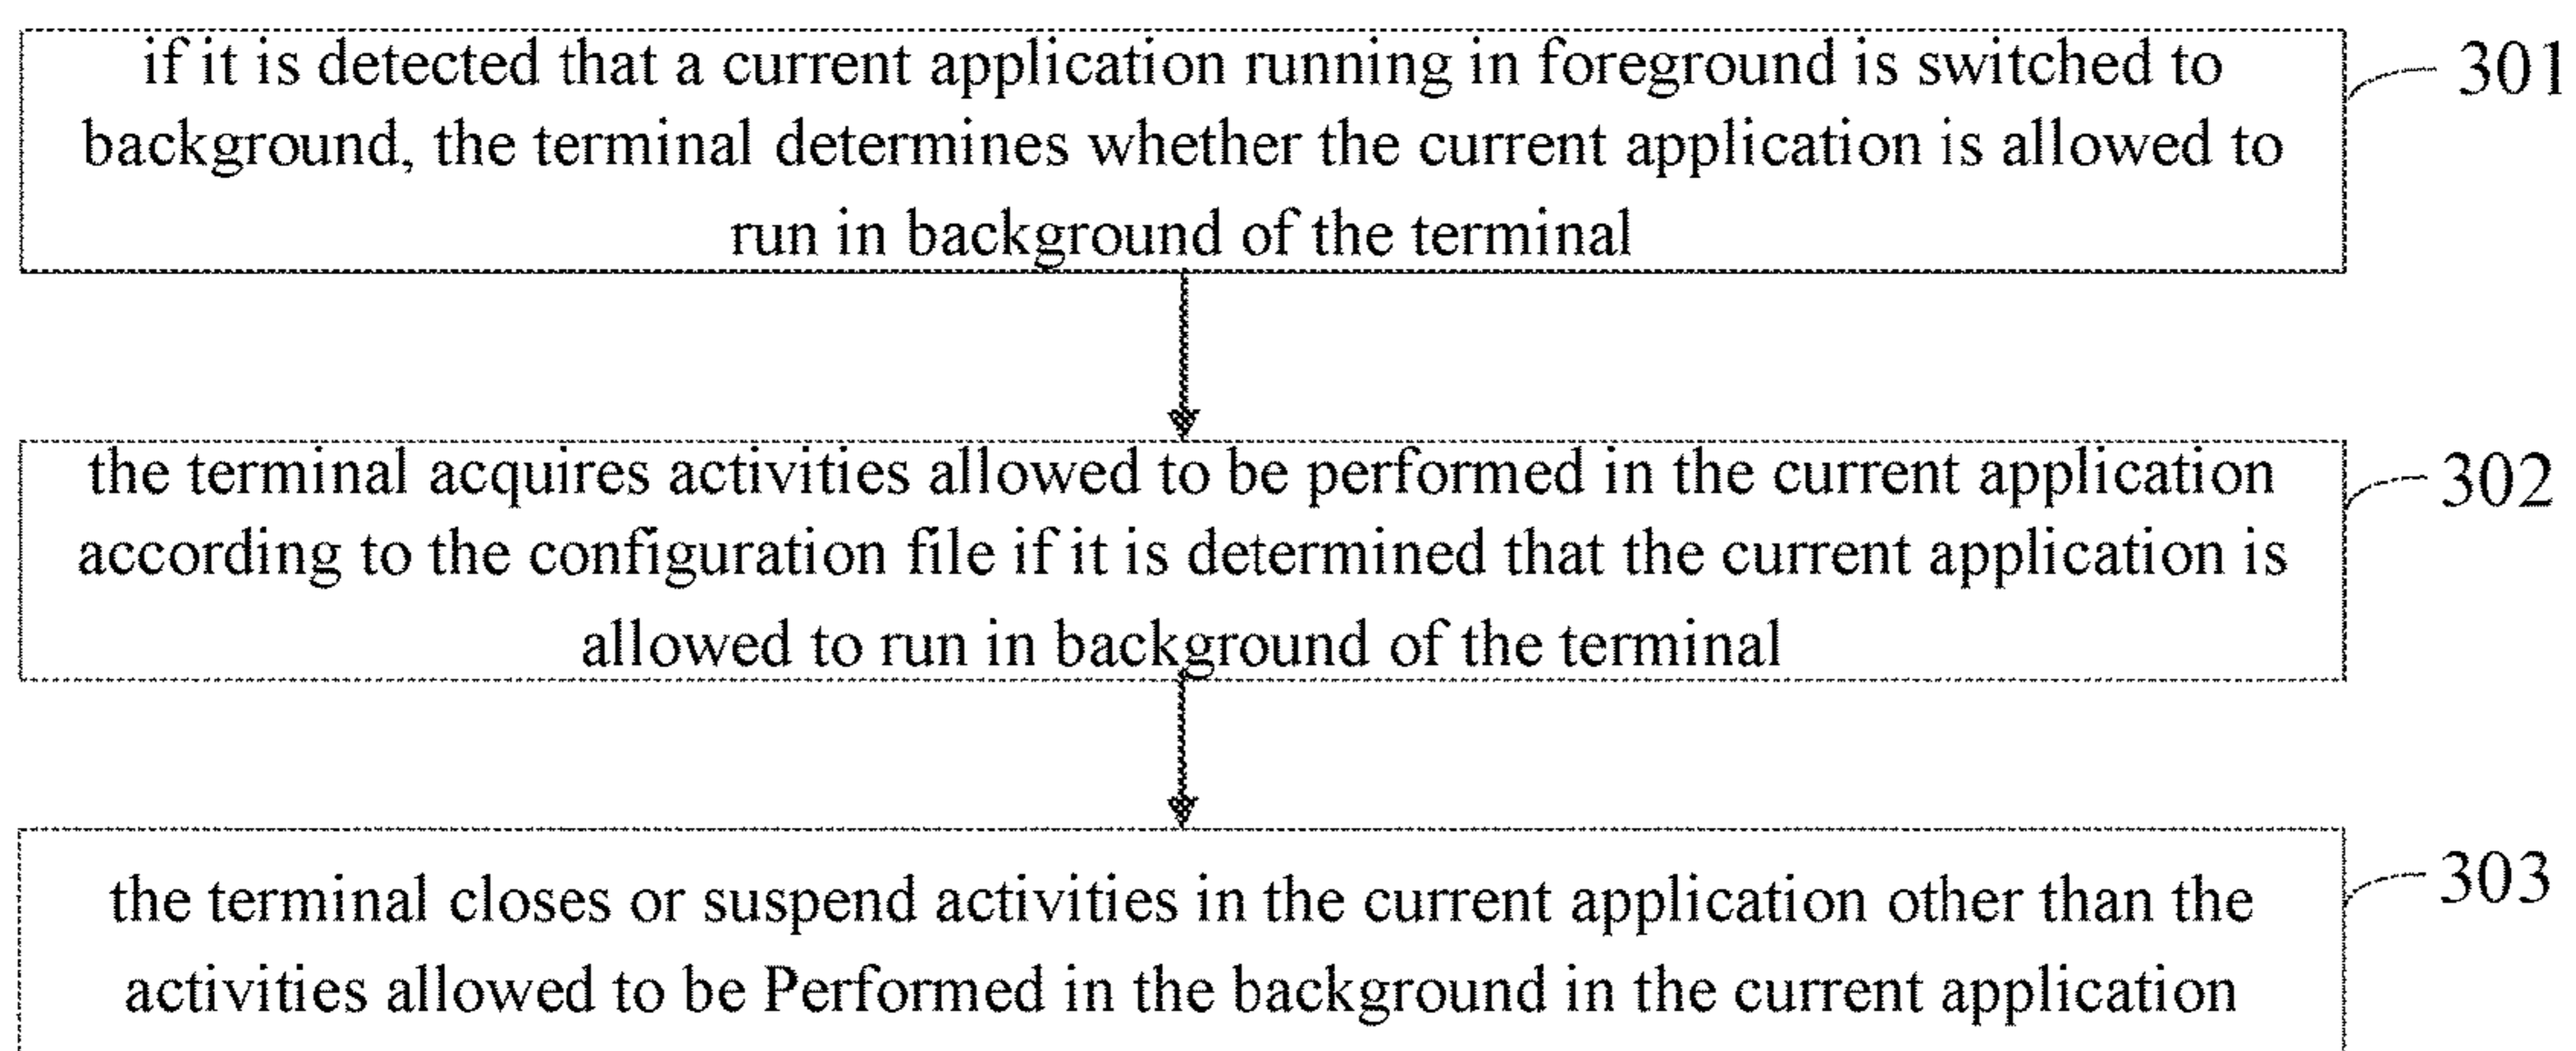 if it is detected that a current application running in foreground is switched to
301
background, the terminal determines whether the current application is allowed to
run in background of the terminal
the terminal acquires activities allowed to be performed in the current application
302
according to the configuration file if it is determined that the current application is
allowed to run in background of the terminal
the terminal closes or suspend activities in the current application other than the
303
activities allowed to be Performed in the background in the current application